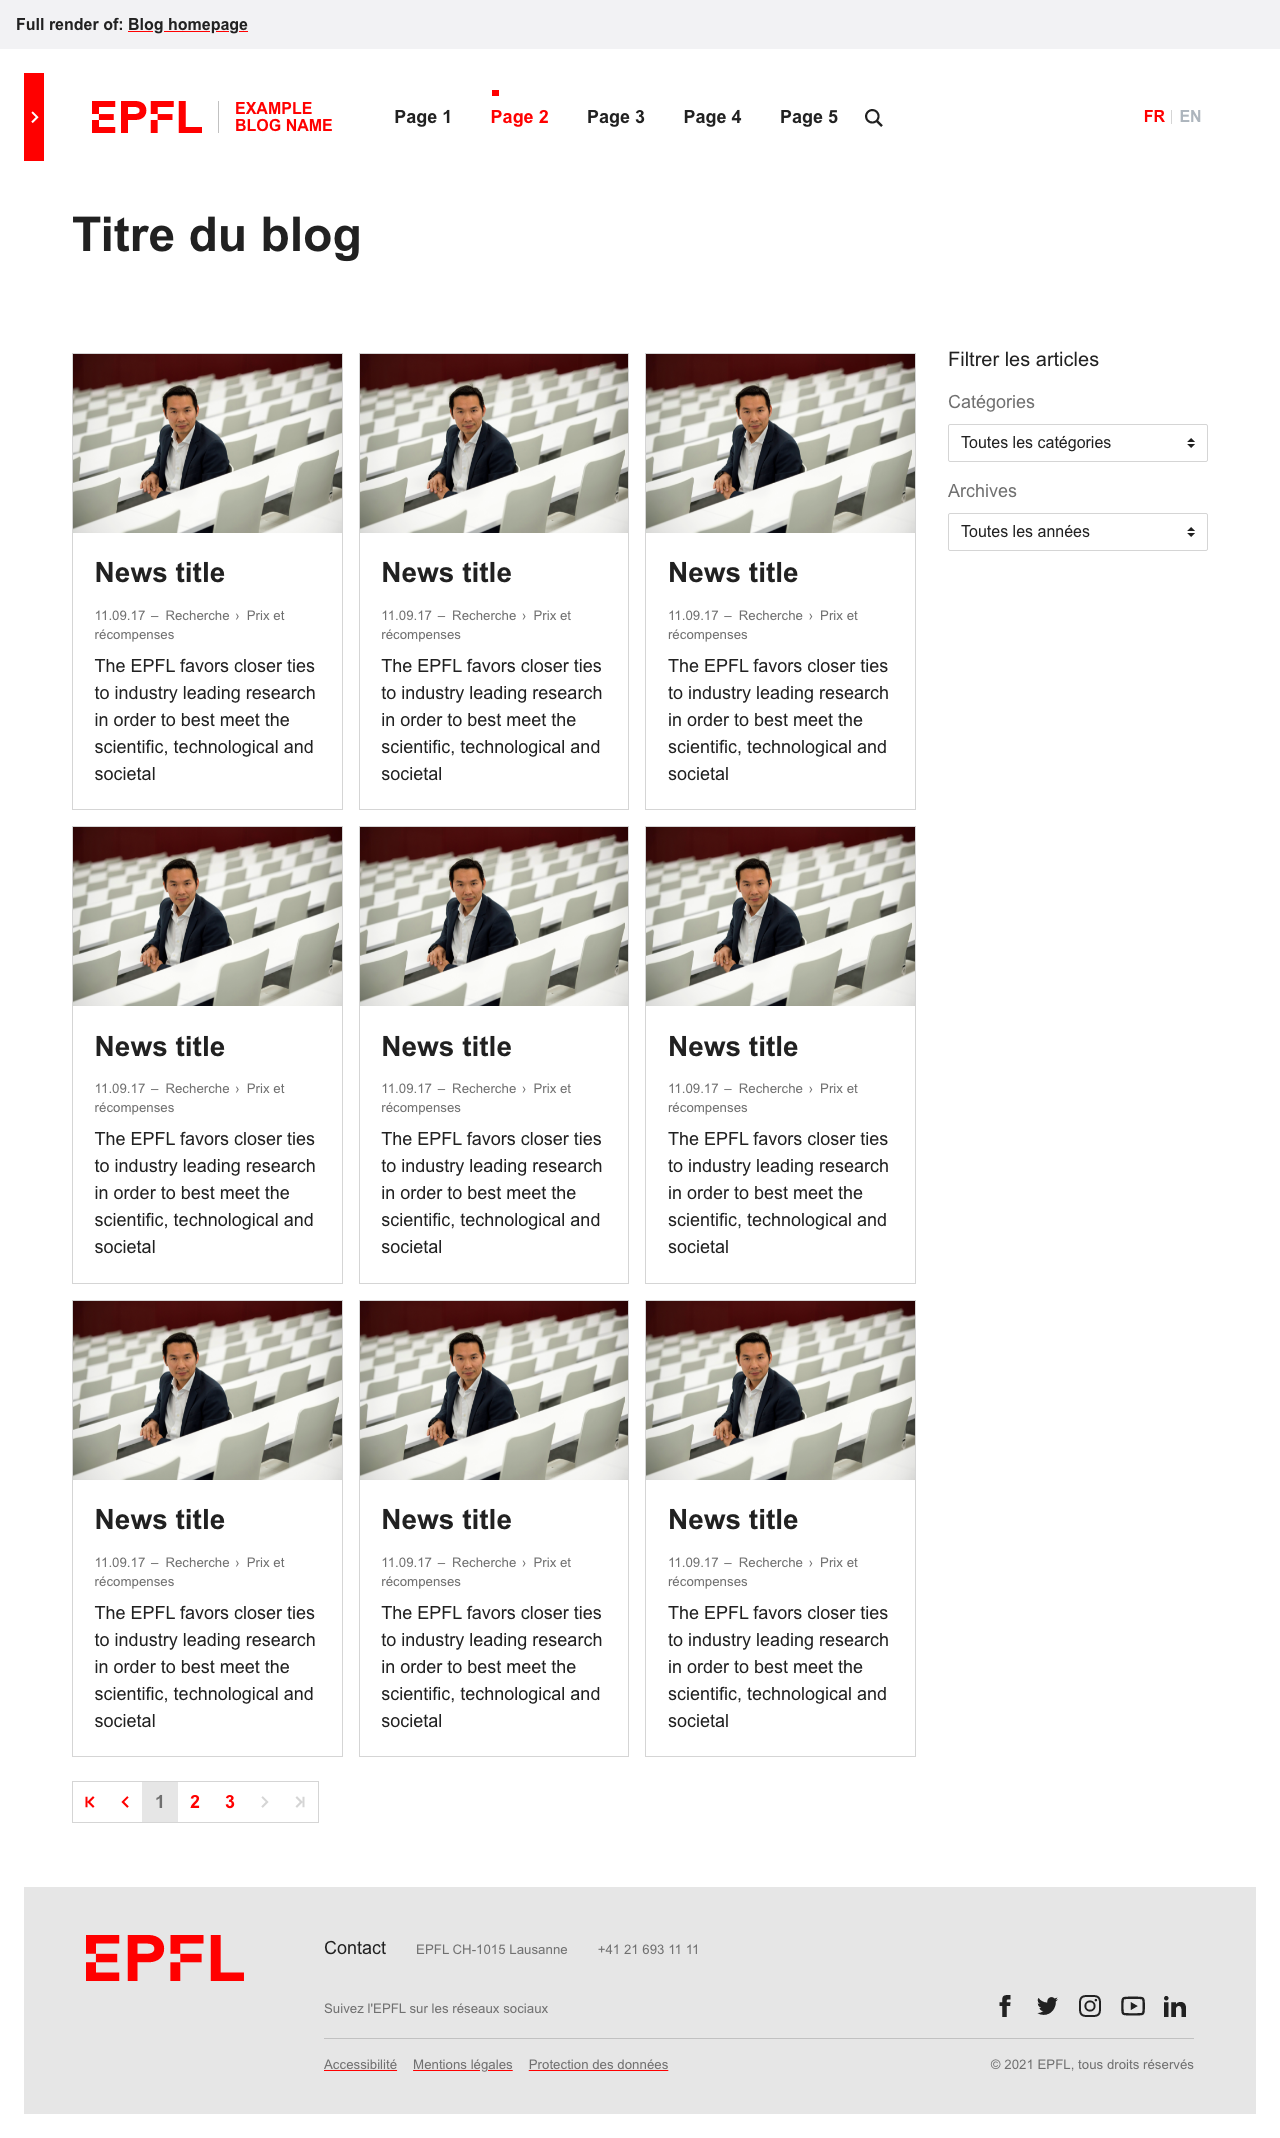 Full render of: Blog homepage
EPFL
EXAMPLE
BLOG NAME
Page 1 Page 2 Page 3 Page 4 Page 5
FR EN
Titre du blog
News title
11.09.17 – Recherche › Prix et
récompenses
The EPFL favors closer ties
to industry leading research
in order to best meet the
scientific, technological and
societal
News title
11.09.17 – Recherche › Prix et
récompenses
The EPFL favors closer ties
to industry leading research
in order to best meet the
scientific, technological and
societal
News title
11.09.17 – Recherche › Prix et
récompenses
The EPFL favors closer ties
to industry leading research
in order to best meet the
scientific, technological and
societal
Filtrer les articles
Catégories
Toutes les catégories
Archives
Toutes les années
News title
11.09.17 – Recherche › Prix et
récompenses
The EPFL favors closer ties
to industry leading research
in order to best meet the
scientific, technological and
societal
News title
11.09.17 – Recherche › Prix et
récompenses
The EPFL favors closer ties
to industry leading research
in order to best meet the
scientific, technological and
societal
News title
11.09.17 – Recherche › Prix et
récompenses
The EPFL favors closer ties
to industry leading research
in order to best meet the
scientific, technological and
societal
News title
11.09.17 – Recherche › Prix et
récompenses
The EPFL favors closer ties
to industry leading research
in order to best meet the
scientific, technological and
societal
News title
11.09.17 – Recherche › Prix et
récompenses
The EPFL favors closer ties
to industry leading research
in order to best meet the
scientific, technological and
societal
News title
11.09.17 – Recherche › Prix et
récompenses
The EPFL favors closer ties
to industry leading research
in order to best meet the
scientific, technological and
societal
1 2 3
EPFL
Contact EPFL CH-1015 Lausanne +41 21 693 11 11
Suivez l'EPFL sur les réseaux sociaux
Accessibilité Mentions légales Protection des données
© 2021 EPFL, tous droits réservés